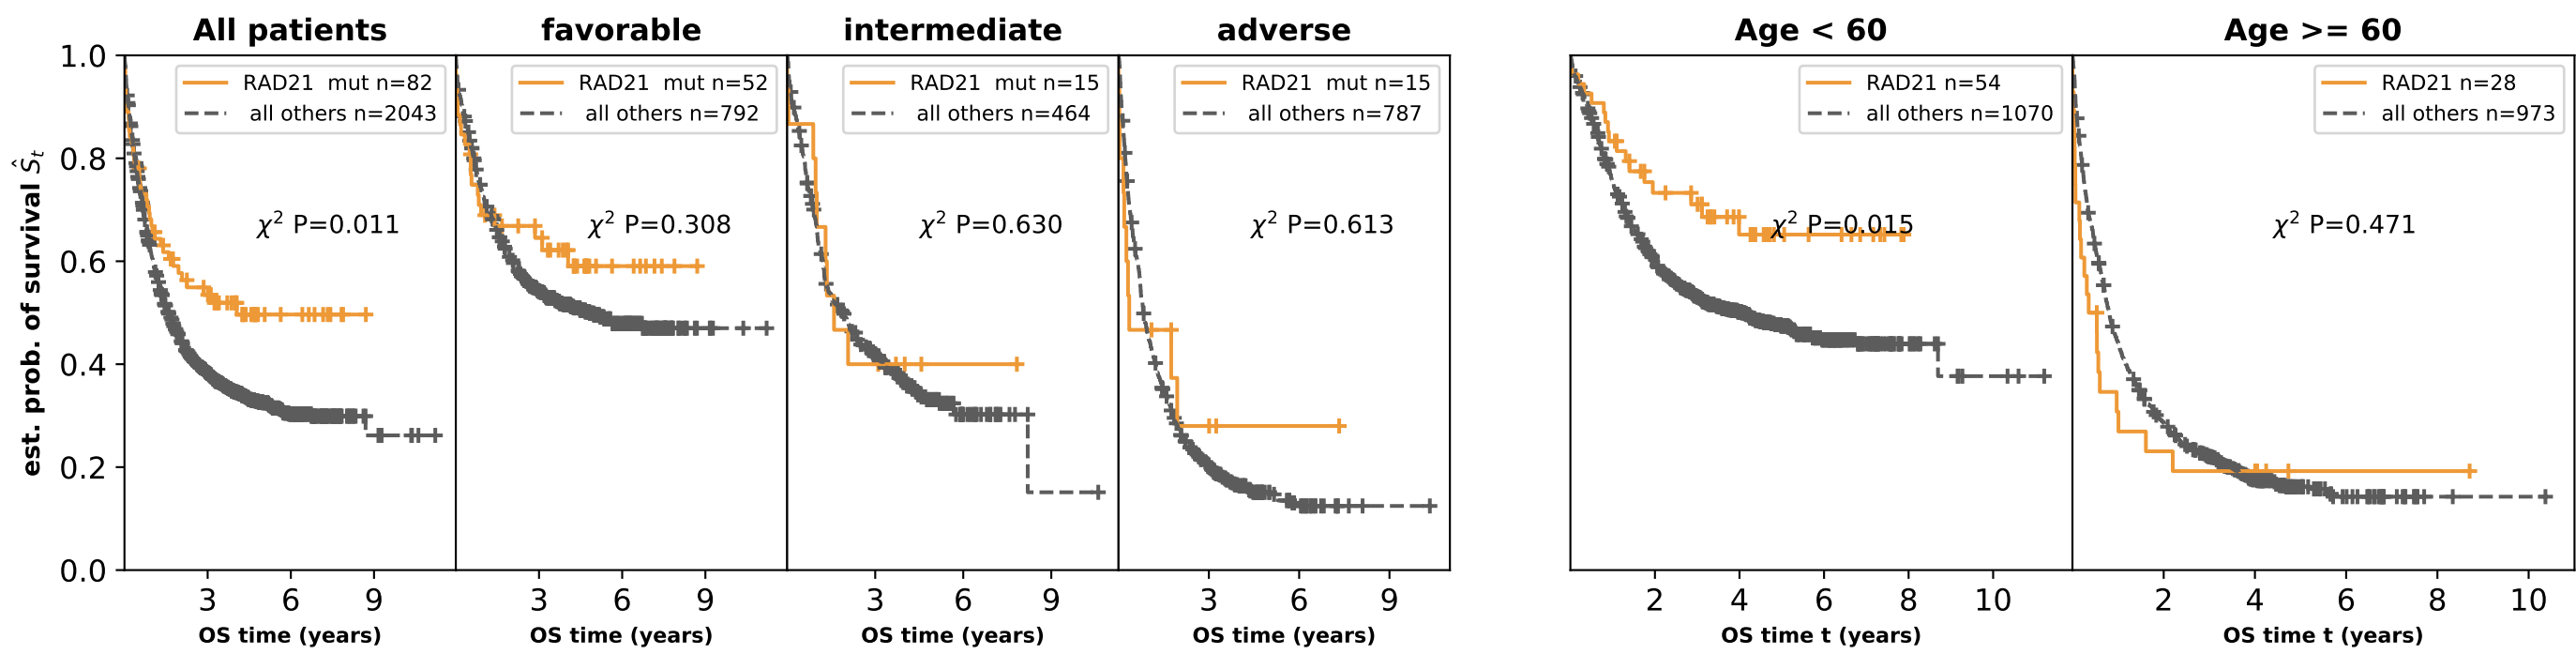 All patients
favorable
intermediate
adverse
Age < 60
Age >= 60
est. prob. of survival Ŝt
1.0
0.8
0.6
0.4
0.2
0.0
RAD21 mut n=82
all others n=2043
χ² P=0.011
3 6 9
OS time (years)
RAD21 mut n=52
all others n=792
χ² P=0.308
3 6 9
OS time (years)
RAD21 mut n=15
all others n=464
χ² P=0.630
3 6 9
OS time (years)
RAD21 mut n=15
all others n=787
χ² P=0.613
3 6 9
OS time (years)
RAD21 n=54
all others n=1070
χ² P=0.015
2 4 6 8 10
OS time t (years)
RAD21 n=28
all others n=973
χ² P=0.471
2 4 6 8 10
OS time t (years)